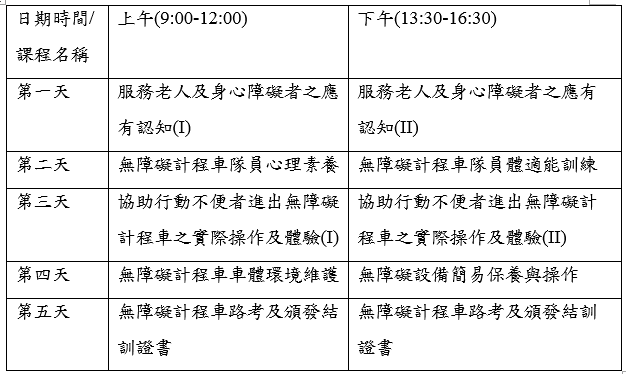 日期時間/
課程名稱
上午(9:00-12:00)
下午(13:30-16:30)
第一天
服務老人及身心障礙者之應
有認知(I)
服務老人及身心障礙者之應有
認知(II)
第二天
無障礙計程車隊員心理素養
無障礙計程車隊員體適能訓練
第三天
協助行動不便者進出無障礙
計程車之實際操作及體驗(I)
協助行動不便者進出無障礙計
程車之實際操作及體驗(II)
第四天
無障礙計程車車體環境維護
無障礙設備簡易保養與操作
第五天
無障礙計程車路考及頒發結
訓證書
無障礙計程車路考及頒發結訓
證書